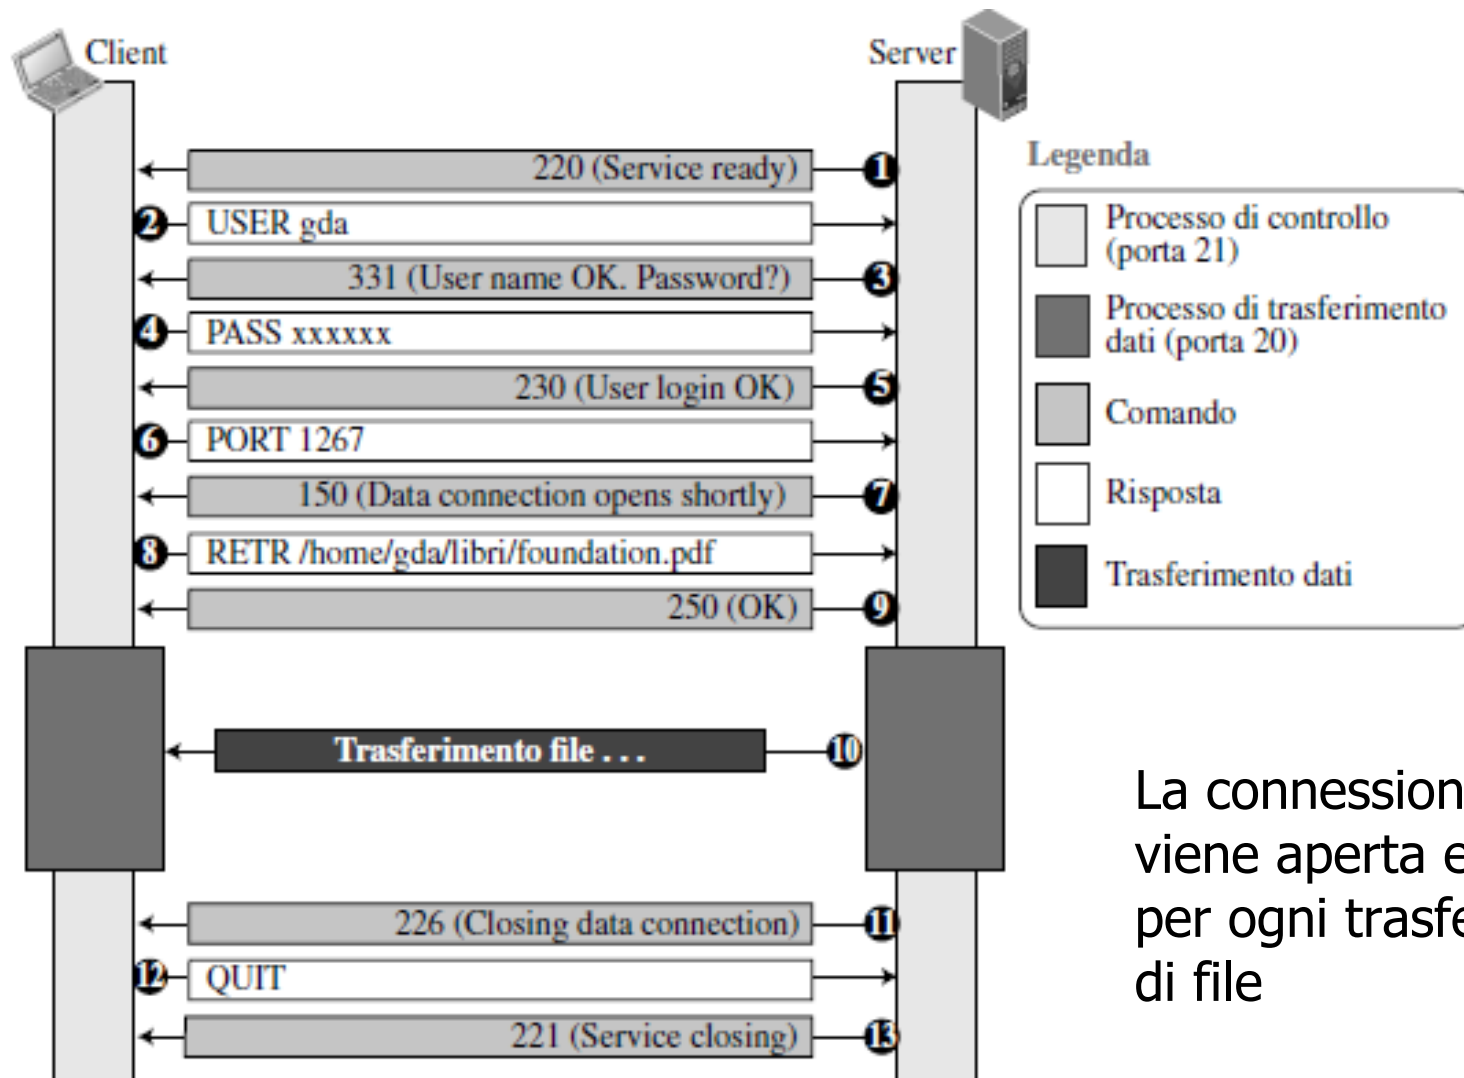 Client
Server
220 (Service ready)
1
2
USER gda
331 (User name OK. Password?)
3
4
PASS xxxxxx
230 (User login OK)
5
6
PORT 1267
150 (Data connection opens shortly)
7
8
RETR /home/gda/libri/foundation.pdf
250 (OK)
9
Trasferimento file . . .
10
226 (Closing data connection)
11
12
QUIT
221 (Service closing)
13
Legenda
Processo di controllo
(porta 21)
Processo di trasferimento
dati (porta 20)
Comando
Risposta
Trasferimento dati
La connession
viene aperta e
per ogni trasfe
di file